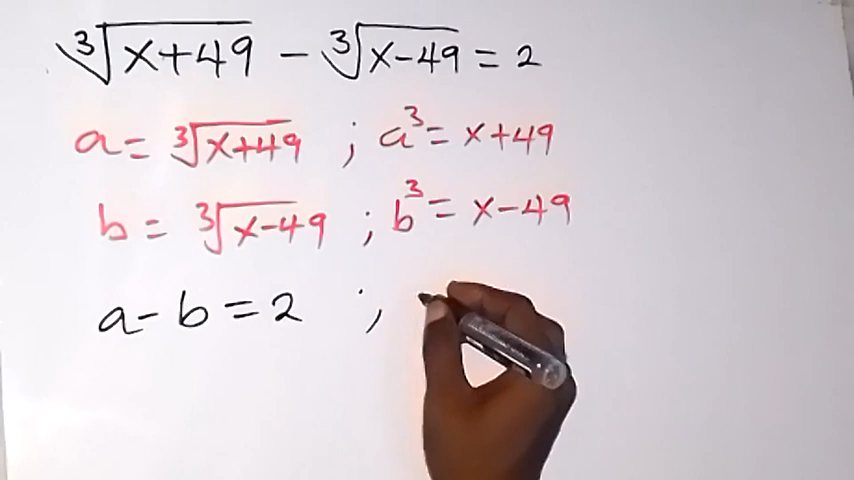 ∛(x+49) − ∛(x−49) = 2
a = ∛(x+49) ; a³ = x+49
b = ∛(x−49) ; b³ = x−49
a − b = 2 ;